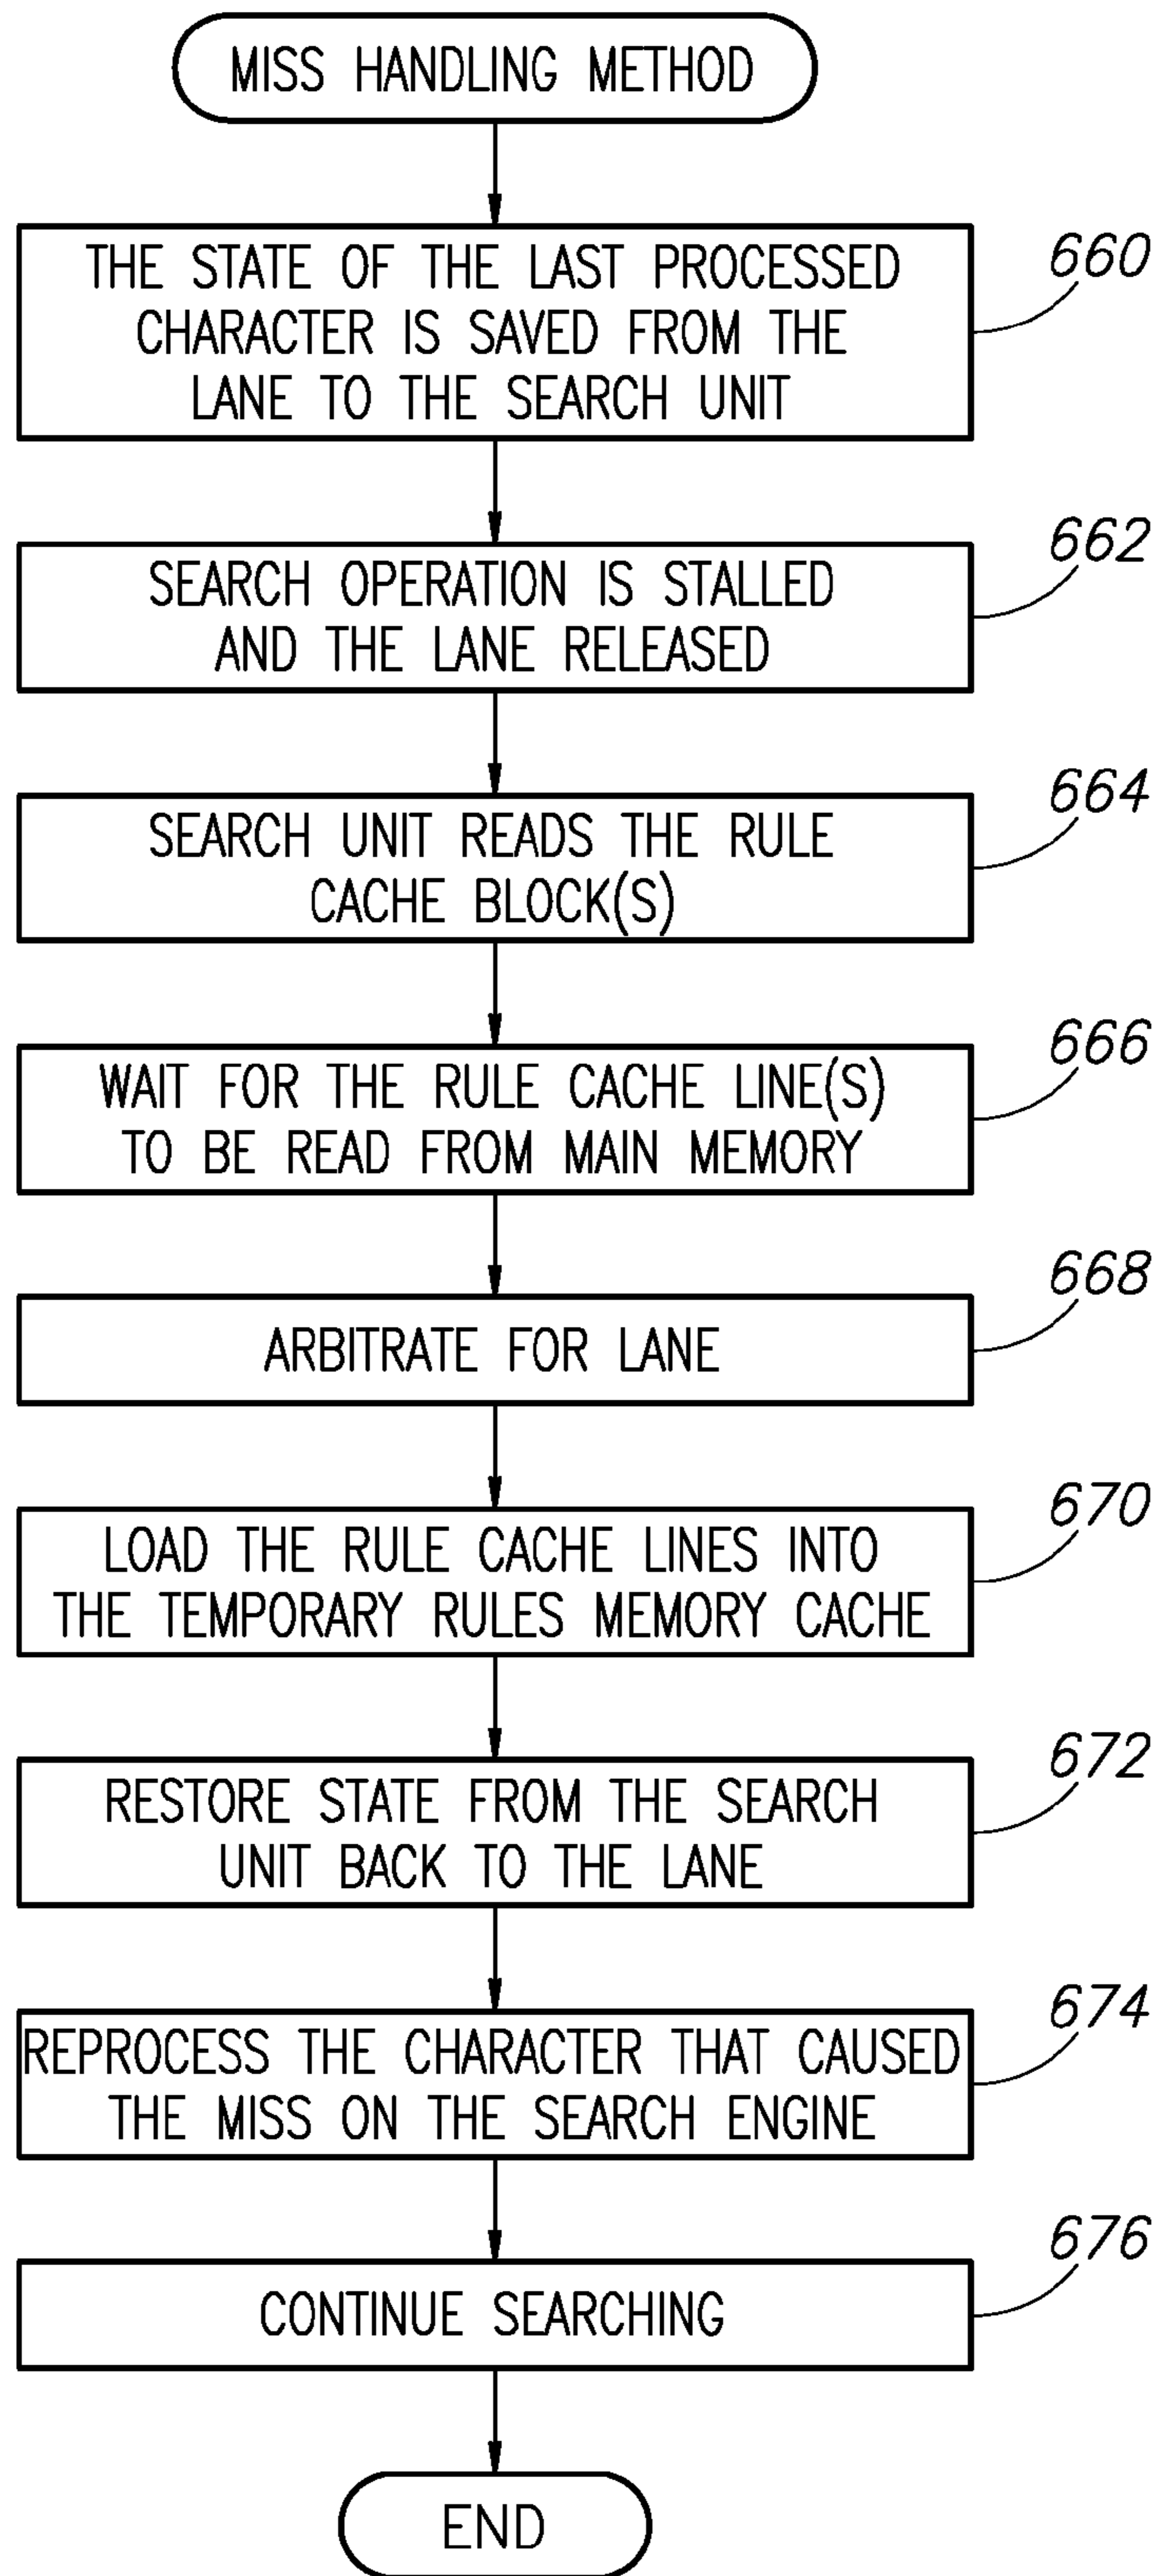 MISS HANDLING METHOD
THE STATE OF THE LAST PROCESSED
CHARACTER IS SAVED FROM THE
LANE TO THE SEARCH UNIT
660
SEARCH OPERATION IS STALLED
AND THE LANE RELEASED
662
SEARCH UNIT READS THE RULE
CACHE BLOCK(S)
664
WAIT FOR THE RULE CACHE LINE(S)
TO BE READ FROM MAIN MEMORY
666
ARBITRATE FOR LANE
668
LOAD THE RULE CACHE LINES INTO
THE TEMPORARY RULES MEMORY CACHE
670
RESTORE STATE FROM THE SEARCH
UNIT BACK TO THE LANE
672
REPROCESS THE CHARACTER THAT CAUSED
THE MISS ON THE SEARCH ENGINE
674
CONTINUE SEARCHING
676
END